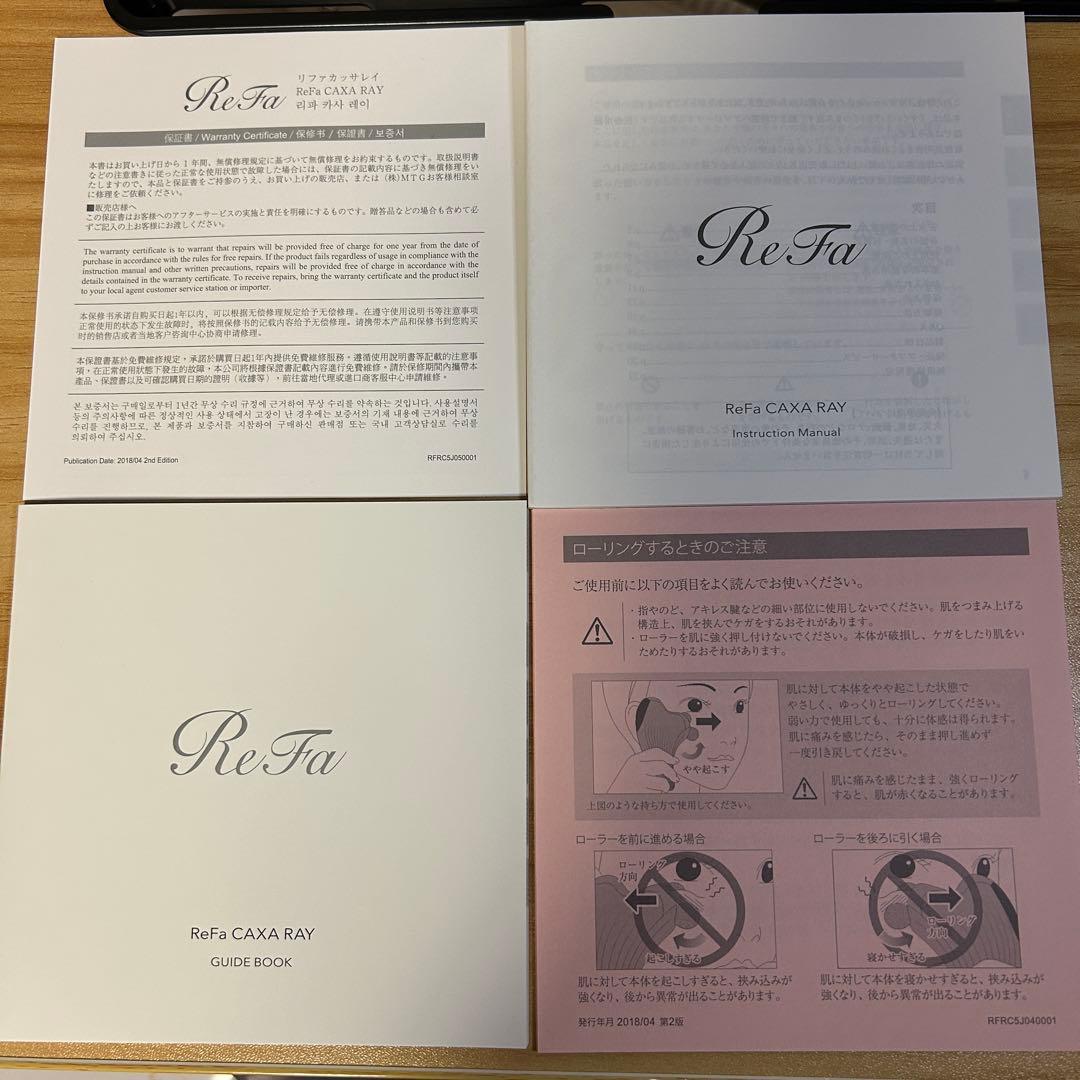 ReFa
リファカッサレイ
ReFa CAXA RAY
리파 카사 레이
保証書 / Warranty Certificate / 保修书 / 保證書 / 보증서
本書はお買い上げ日から 1 年間、無償修理規定に基づいて無償修理をお約束するものです。取扱説明書
などの注意書きに従った正常な使用状態で故障した場合には、保証書の記載内容に基づき無償修理をい
たしますので、本品と保証書をご持参のうえ、お買い上げの販売店、または（株）MTGお客様相談室
に修理をご依頼ください。
■販売店様へ
この保証書はお客様へのアフターサービスの実施と責任を明確にするものです。贈答品などの場合も含めて必
ずご記入の上お客様にお渡しください。
The warranty certificate is to warrant that repairs will be provided free of charge for one year from the date of
purchase in accordance with the rules for free repairs. If the product fails regardless of usage in compliance with the
instruction manual and other written precautions, repairs will be provided free of charge in accordance with the
details contained in the warranty certificate. To receive repairs, bring the warranty certificate and the product itself
to your local agent customer service station or importer.
本保修书承诺自购买日起1年以内，可以根据无偿修理规定给予无偿修理。在遵守使用说明书等注意事项
正常使用的状态下发生故障时，将按照保修书的记载内容给予无偿修理。请携带本产品和保修书到您购买
时的销售店或者当地客户咨询中心协商申请修理。
本保證書基於免費維修規定，承諾於購買日起1年內提供免費維修服務。遵循使用說明書等記載的注意事
項，在正常使用狀態下發生的故障，本公司將根據保證書記載內容進行免費維修。請於保修期間內攜帶本
產品、保證書以及可確認購買日期的證明（收據等），前往當地代理或進口商客服中心申請維修。
본 보증서는 구매일로부터 1년간 무상 수리 규정에 근거하여 무상 수리를 약속하는 것입니다. 사용설명서
등의 주의사항에 따른 정상적인 사용 상태에서 고장이 난 경우에는 보증서의 기재 내용에 근거하여 무상
수리를 진행하므로, 본 제품과 보증서를 지참하여 구매하신 판매점 또는 국내 고객상담실로 수리를
의뢰하여 주십시오.
Publication Date: 2018/04 2nd Edition
RFRC5J050001
ReFa
ReFa CAXA RAY
Instruction Manual
ReFa
ReFa CAXA RAY
GUIDE BOOK
ローリングするときのご注意
ご使用前に以下の項目をよく読んでお使いください。
・指やのど、アキレス腱などの細い部位に使用しないでください。肌をつまみ上げる
構造上、肌を挟んでケガをするおそれがあります。
・ローラーを肌に強く押し付けないでください。本体が破損し、ケガをしたり肌をい
ためたりするおそれがあります。
肌に対して本体をやや起こした状態で
やさしく、ゆっくりとローリングしてください。
弱い力で使用しても、十分に体感は得られます。
肌に痛みを感じたら、そのまま押し進めず
一度引き戻してください。
やや起こす
上図のような持ち方で使用してください。
肌に痛みを感じたまま、強くローリング
すると、肌が赤くなることがあります。
ローラーを前に進める場合
ローリング
方向
起こしすぎる
肌に対して本体を起こしすぎると、挟み込みが
強くなり、後から異常が出ることがあります。
ローラーを後ろに引く場合
ローリング
方向
寝かせすぎる
肌に対して本体を寝かせすぎると、挟み込みが
強くなり、後から異常が出ることがあります。
発行年月 2018/04 第2版
RFRC5J040001